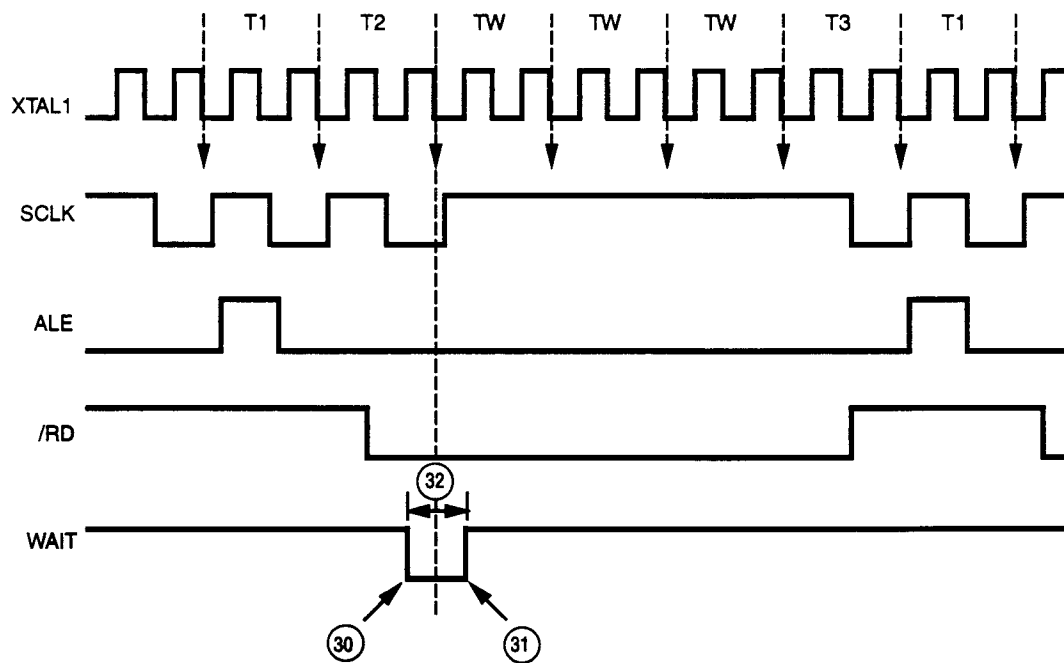 T1 T2 TW TW TW T3 T1
XTAL1
SCLK
ALE
/RD
32
WAIT
30 31